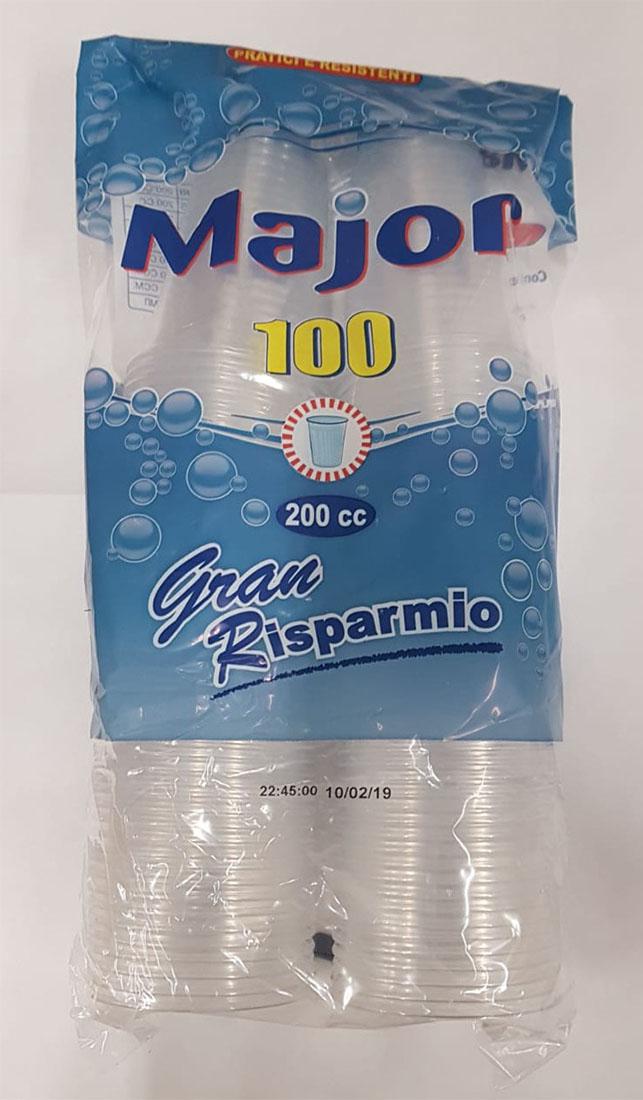 PRATICI E RESISTENTI
Major
100
200 cc
Gran
Risparmio
22:45:00 10/02/19